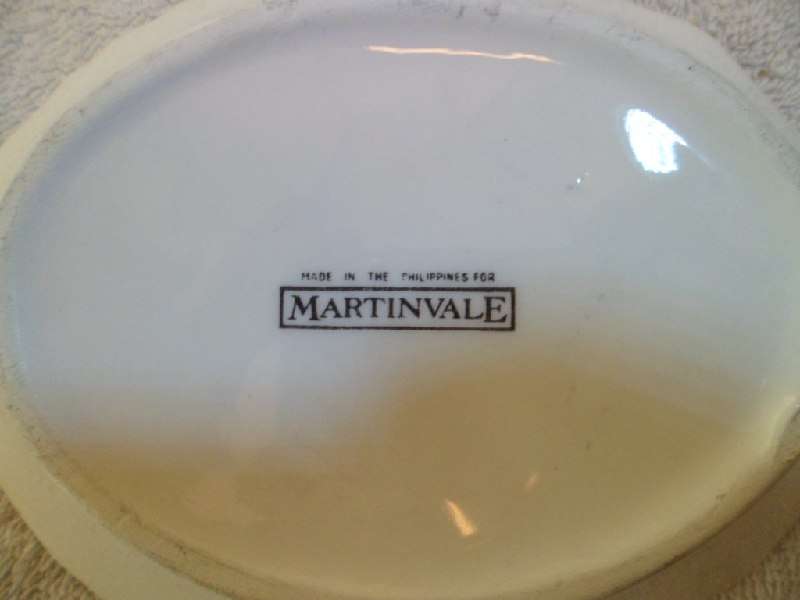 MADE IN THE PHILIPPINES FOR
MARTINVALE